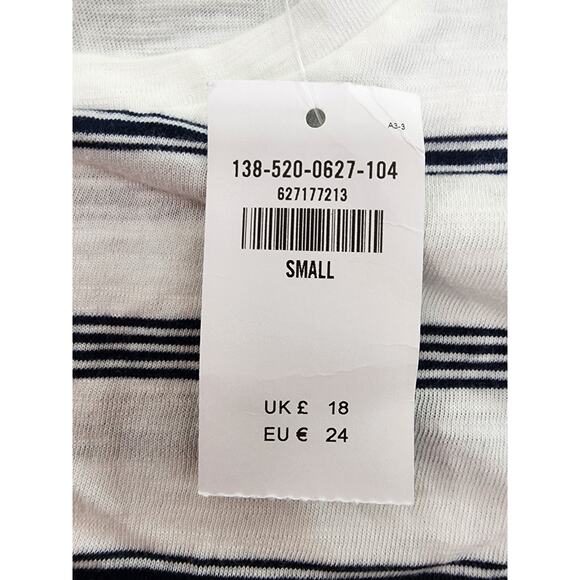 A3-3
138-520-0627-104
627177213
SMALL
UK £ 18
EU € 24